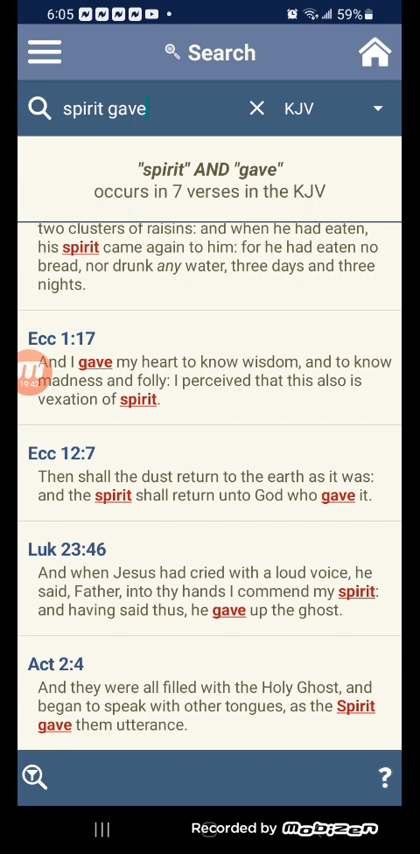 6:05 N N N N 59%
Search
spirit gave KJV
"spirit" AND "gave"
occurs in 7 verses in the KJV
two clusters of raisins: and when he had eaten,
his spirit came again to him: for he had eaten no
bread, nor drunk any water, three days and three
nights.
Ecc 1:17
And I gave my heart to know wisdom, and to know
madness and folly: I perceived that this also is
vexation of spirit.
19:42
Ecc 12:7
Then shall the dust return to the earth as it was:
and the spirit shall return unto God who gave it.
Luk 23:46
And when Jesus had cried with a loud voice, he
said, Father, into thy hands I commend my spirit:
and having said thus, he gave up the ghost.
Act 2:4
And they were all filled with the Holy Ghost, and
began to speak with other tongues, as the Spirit
gave them utterance.
?
Recorded by mobizen